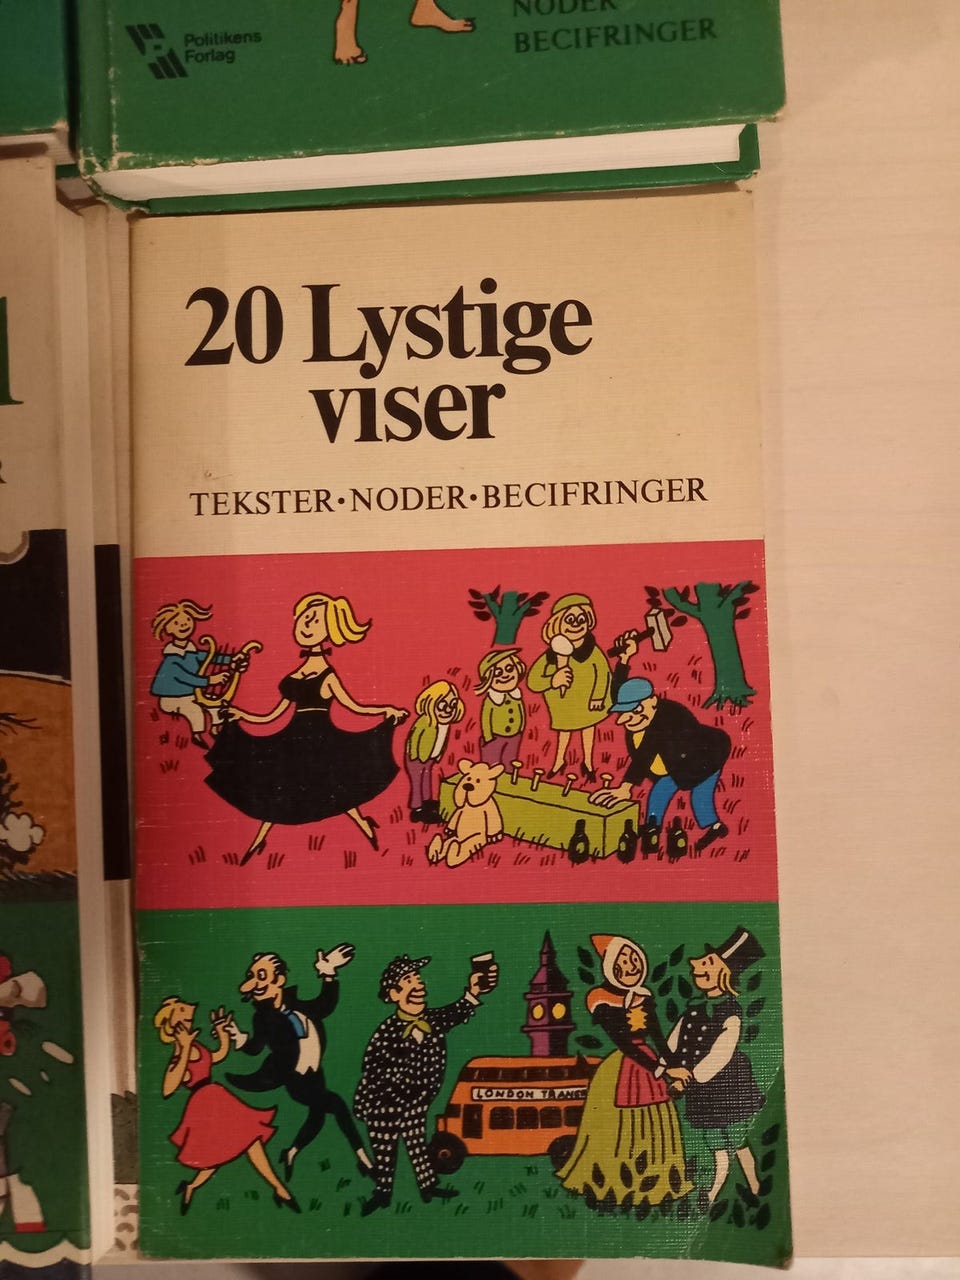 Politikens
Forlag
NODER
BECIFRINGER
20 Lystige
viser
TEKSTER·NODER·BECIFRINGER
LONDON TRANS